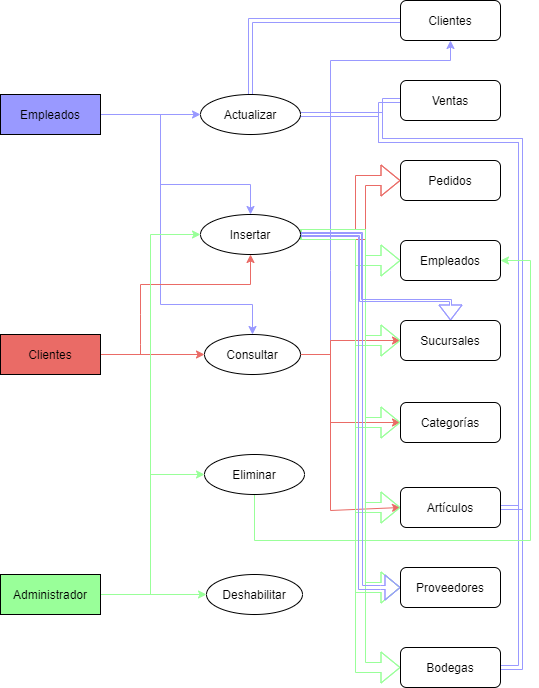 Clientes
Empleados
Actualizar
Ventas
Pedidos
Insertar
Empleados
Clientes
Consultar
Sucursales
Categorías
Eliminar
Artículos
Administrador
Deshabilitar
Proveedores
Bodegas